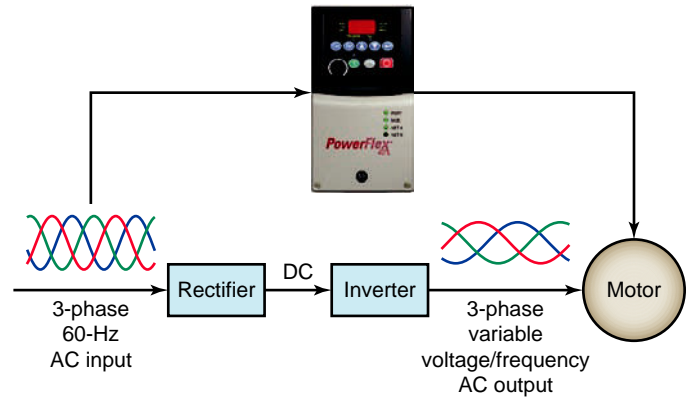 PowerFlex
3-phase
60-Hz
AC input
Rectifier
DC
Inverter
3-phase
variable
voltage/frequency
AC output
Motor